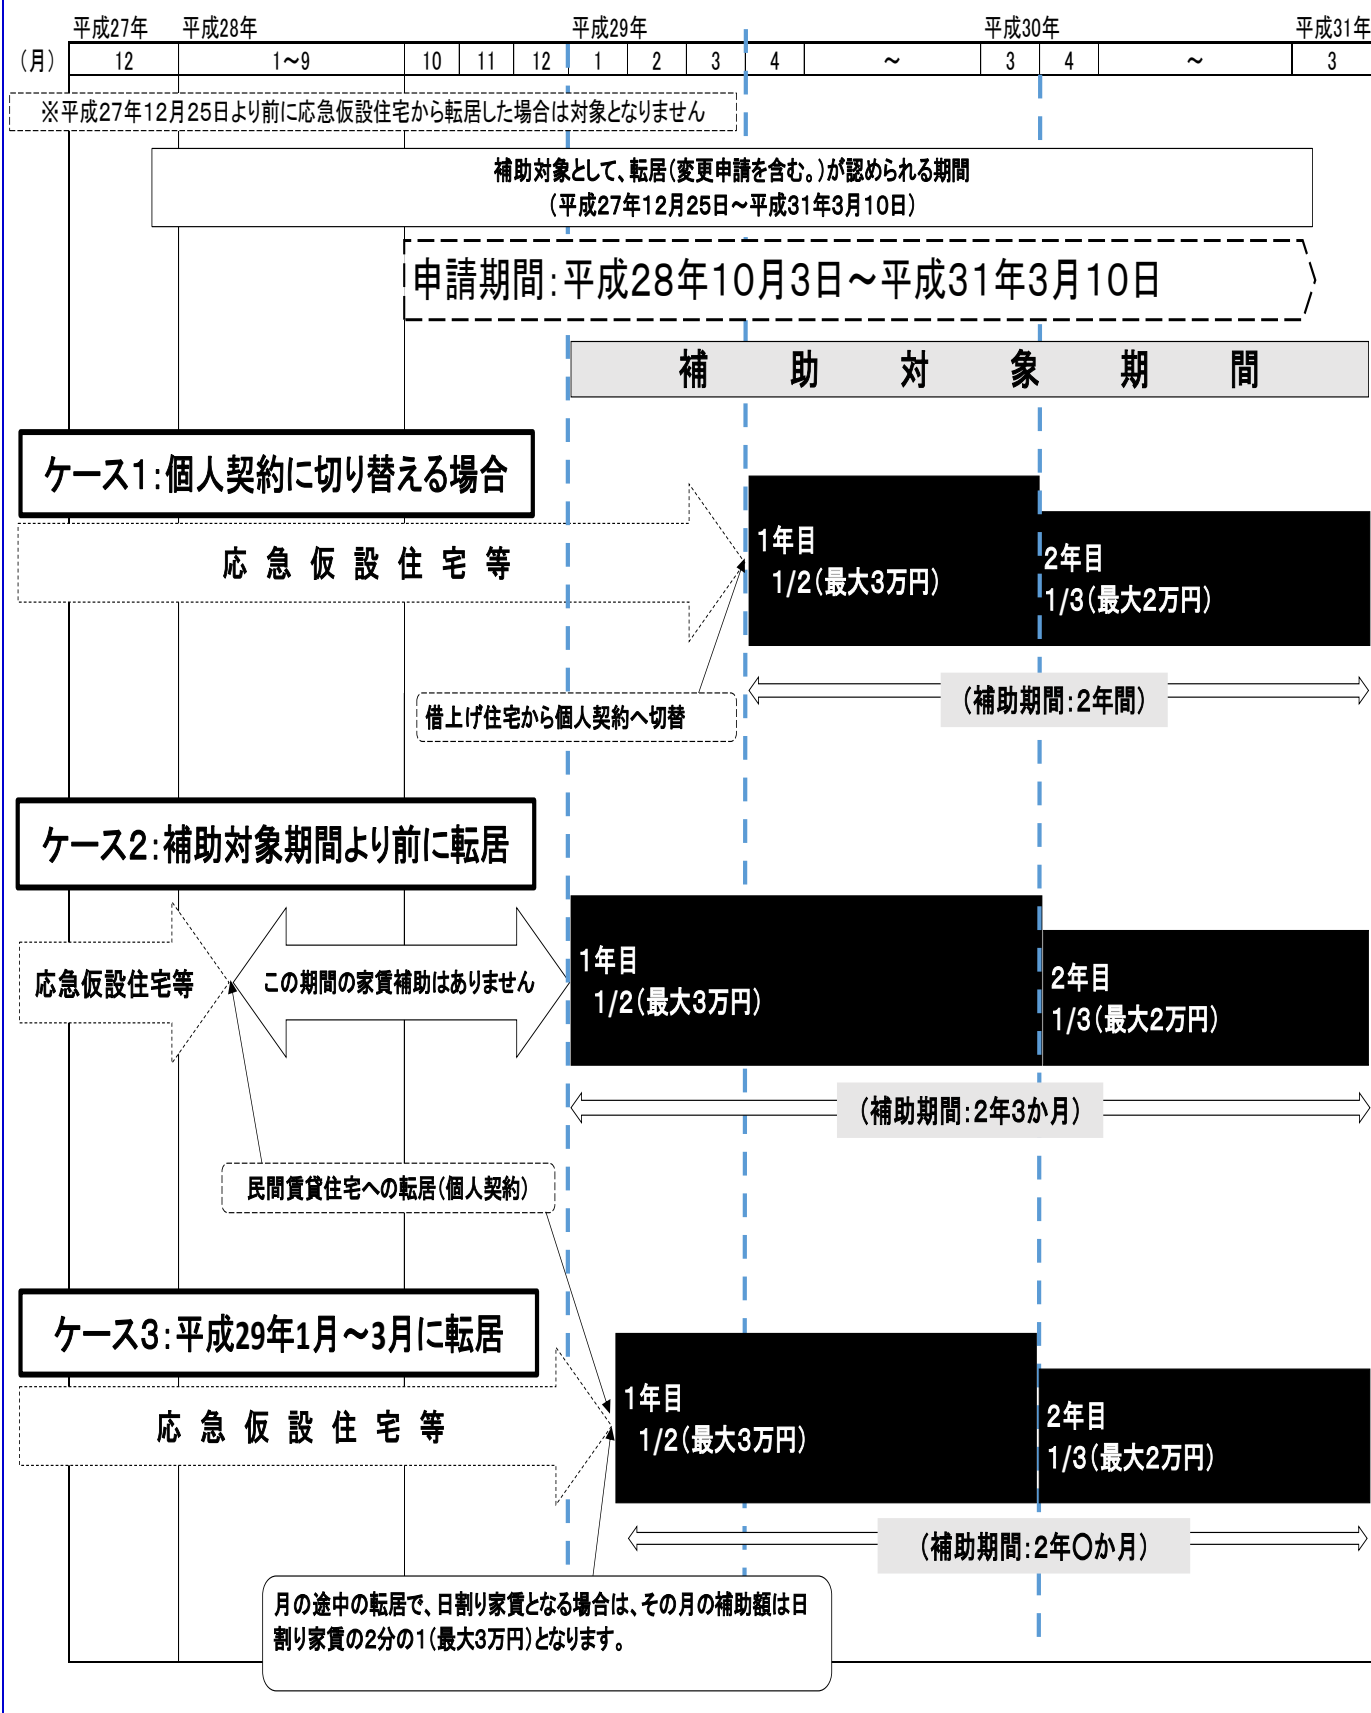 平成27年 平成28年 平成29年 平成30年 平成31年
(月) 12 1～9 10 11 12 1 2 3 4 ～ 3 4 ～ 3
※平成27年12月25日より前に応急仮設住宅から転居した場合は対象となりません
補助対象として、転居(変更申請を含む。)が認められる期間
(平成27年12月25日～平成31年3月10日)
申請期間:平成28年10月3日～平成31年3月10日
補助対象期間
ケース1:個人契約に切り替える場合
応急仮設住宅等
1年目
1/2(最大3万円)
2年目
1/3(最大2万円)
(補助期間:2年間)
借上げ住宅から個人契約へ切替
ケース2:補助対象期間より前に転居
応急仮設住宅等
この期間の家賃補助はありません
1年目
1/2(最大3万円)
2年目
1/3(最大2万円)
(補助期間:2年3か月)
民間賃貸住宅への転居(個人契約)
ケース3:平成29年1月～3月に転居
応急仮設住宅等
1年目
1/2(最大3万円)
2年目
1/3(最大2万円)
(補助期間:2年〇か月)
月の途中の転居で、日割り家賃となる場合は、その月の補助額は日
割り家賃の2分の1(最大3万円)となります。